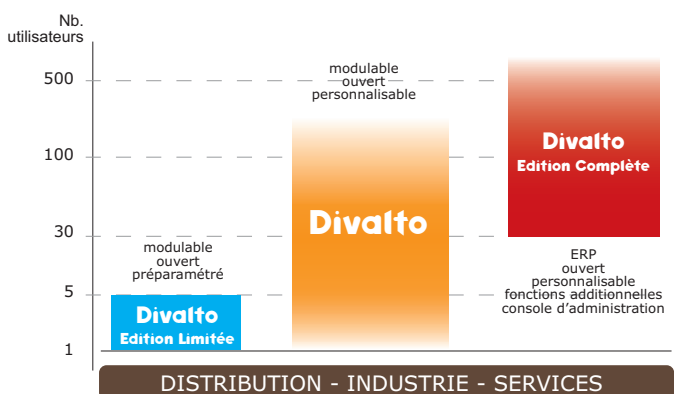 Nb.
utilisateurs
500
100
30
5
1
modulable
ouvert
préparamétré
Divalto
Edition Limitée
modulable
ouvert
personnalisable
Divalto
Divalto
Edition Complète
ERP
ouvert
personnalisable
fonctions additionnelles
console d'administration
DISTRIBUTION - INDUSTRIE - SERVICES